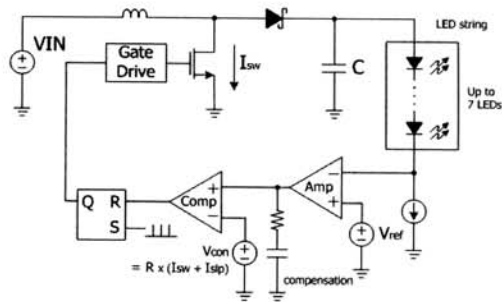 LED string
VIN
Gate
Drive
Isw
C
Up to
7 LEDs
Q
R
S
Comp
+
−
Amp
−
+
Vcon
= R x (Isw + Islp)
Vref
compensation